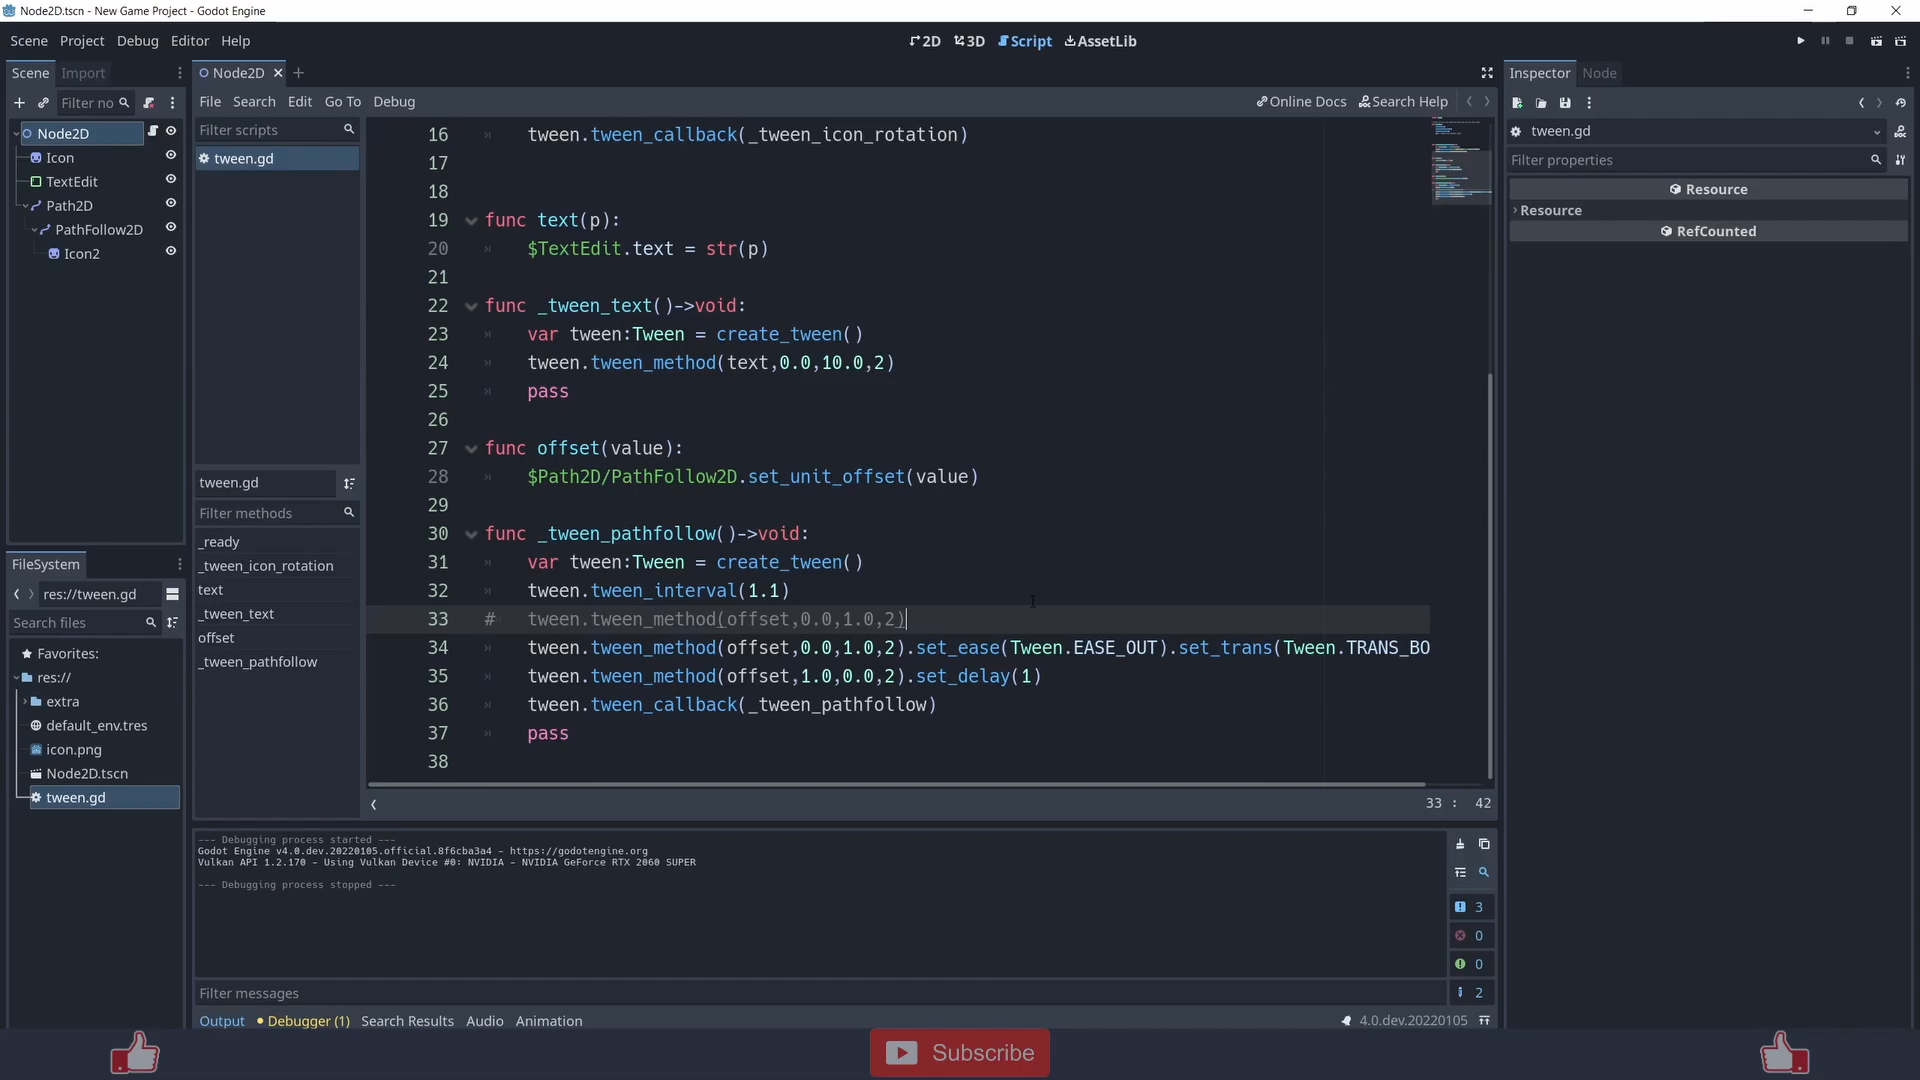 Node2D.tscn - New Game Project - Godot Engine
Scene Project Debug Editor Help
2D 3D Script AssetLib
Scene Import
Node2D
Inspector Node
Filter no
File Search Edit Go To Debug
Online Docs Search Help
Node2D
Icon
TextEdit
Path2D
PathFollow2D
Icon2
Filter scripts
tween.gd
tween.gd
Filter methods
_ready
_tween_icon_rotation
text
_tween_text
offset
_tween_pathfollow
16 tween.tween_callback(_tween_icon_rotation)
17
18
19 func text(p):
20 $TextEdit.text = str(p)
21
22 func _tween_text()->void:
23 var tween:Tween = create_tween()
24 tween.tween_method(text,0.0,10.0,2)
25 pass
26
27 func offset(value):
28 $Path2D/PathFollow2D.set_unit_offset(value)
29
30 func _tween_pathfollow()->void:
31 var tween:Tween = create_tween()
32 tween.tween_interval(1.1)
33 # tween.tween_method(offset,0.0,1.0,2)
34 tween.tween_method(offset,0.0,1.0,2).set_ease(Tween.EASE_OUT).set_trans(Tween.TRANS_BO
35 tween.tween_method(offset,1.0,0.0,2).set_delay(1)
36 tween.tween_callback(_tween_pathfollow)
37 pass
38
33 : 42
tween.gd
Filter properties
Resource
Resource
RefCounted
FileSystem
res://tween.gd
Search files
Favorites:
res://
extra
default_env.tres
icon.png
Node2D.tscn
tween.gd
--- Debugging process started ---
Godot Engine v4.0.dev.20220105.official.8f6cba3a4 - https://godotengine.org
Vulkan API 1.2.170 - Using Vulkan Device #0: NVIDIA - NVIDIA GeForce RTX 2060 SUPER
--- Debugging process stopped ---
3
0
0
2
Filter messages
Output Debugger (1) Search Results Audio Animation
4.0.dev.20220105
Subscribe